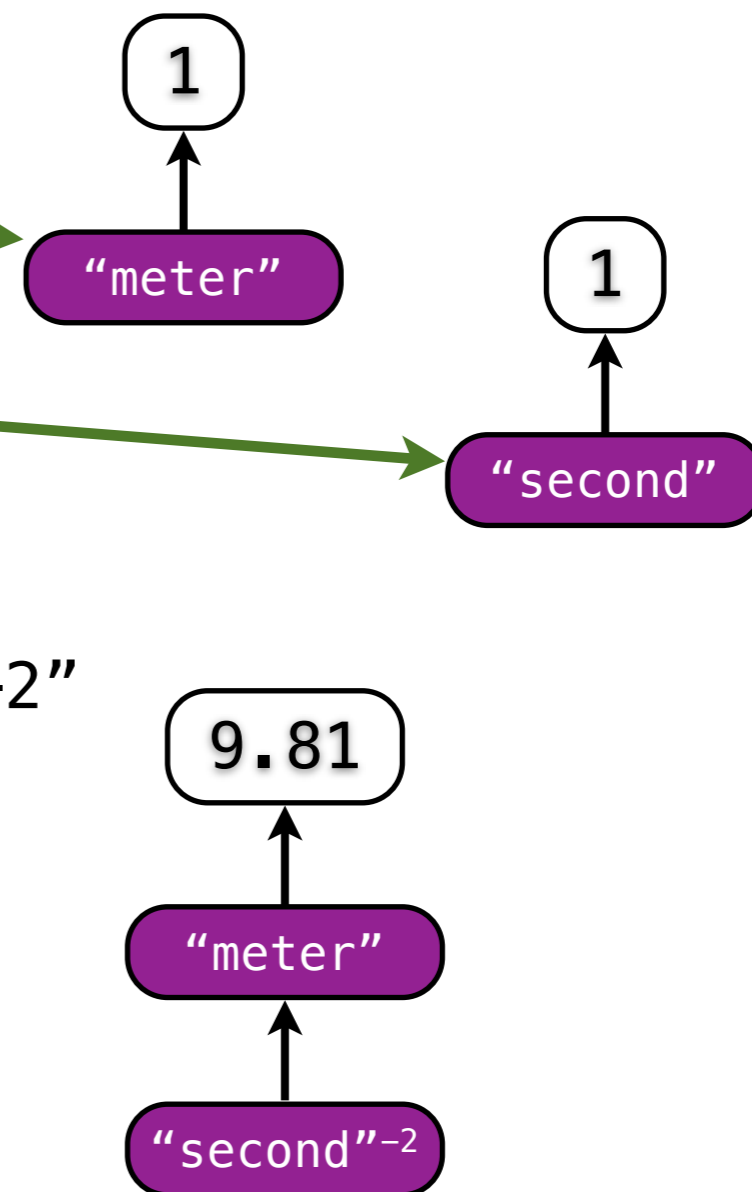 1
“meter”
1
“second”
-2”
9.81
“meter”
“second”⁻²